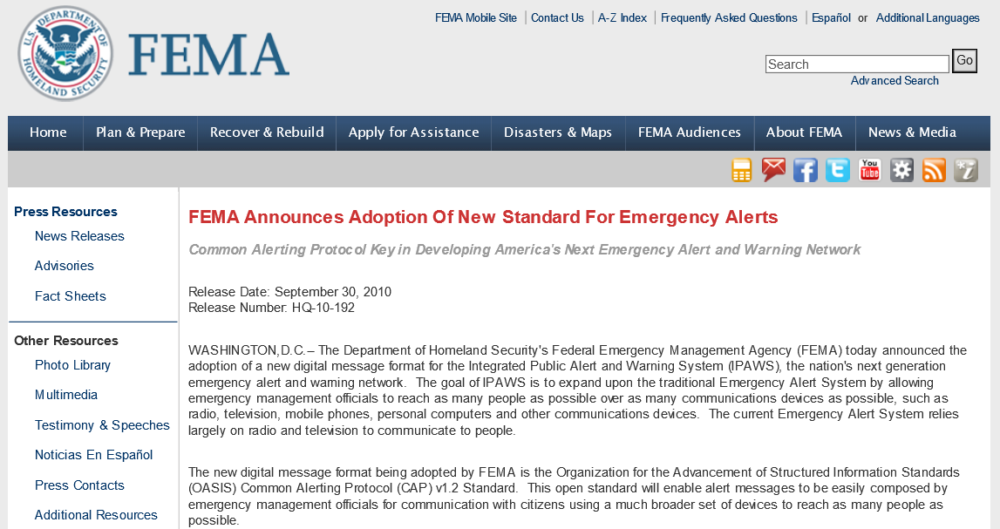 FEMA Mobile Site | Contact Us | A-Z Index | Frequently Asked Questions | Español or Additional Languages
U.S. DEPARTMENT OF HOMELAND SECURITY
FEMA
Search Go
Advanced Search
Home Plan & Prepare Recover & Rebuild Apply for Assistance Disasters & Maps FEMA Audiences About FEMA News & Media
You Tube
Press Resources
News Releases
Advisories
Fact Sheets
Other Resources
Photo Library
Multimedia
Testimony & Speeches
Noticias En Español
Press Contacts
Additional Resources
FEMA Announces Adoption Of New Standard For Emergency Alerts
Common Alerting Protocol Key in Developing America's Next Emergency Alert and Warning Network
Release Date: September 30, 2010
Release Number: HQ-10-192
WASHINGTON,D.C.– The Department of Homeland Security's Federal Emergency Management Agency (FEMA) today announced the
adoption of a new digital message format for the Integrated Public Alert and Warning System (IPAWS), the nation's next generation
emergency alert and warning network. The goal of IPAWS is to expand upon the traditional Emergency Alert System by allowing
emergency management officials to reach as many people as possible over as many communications devices as possible, such as
radio, television, mobile phones, personal computers and other communications devices. The current Emergency Alert System relies
largely on radio and television to communicate to people.
The new digital message format being adopted by FEMA is the Organization for the Advancement of Structured Information Standards
(OASIS) Common Alerting Protocol (CAP) v1.2 Standard. This open standard will enable alert messages to be easily composed by
emergency management officials for communication with citizens using a much broader set of devices to reach as many people as
possible.